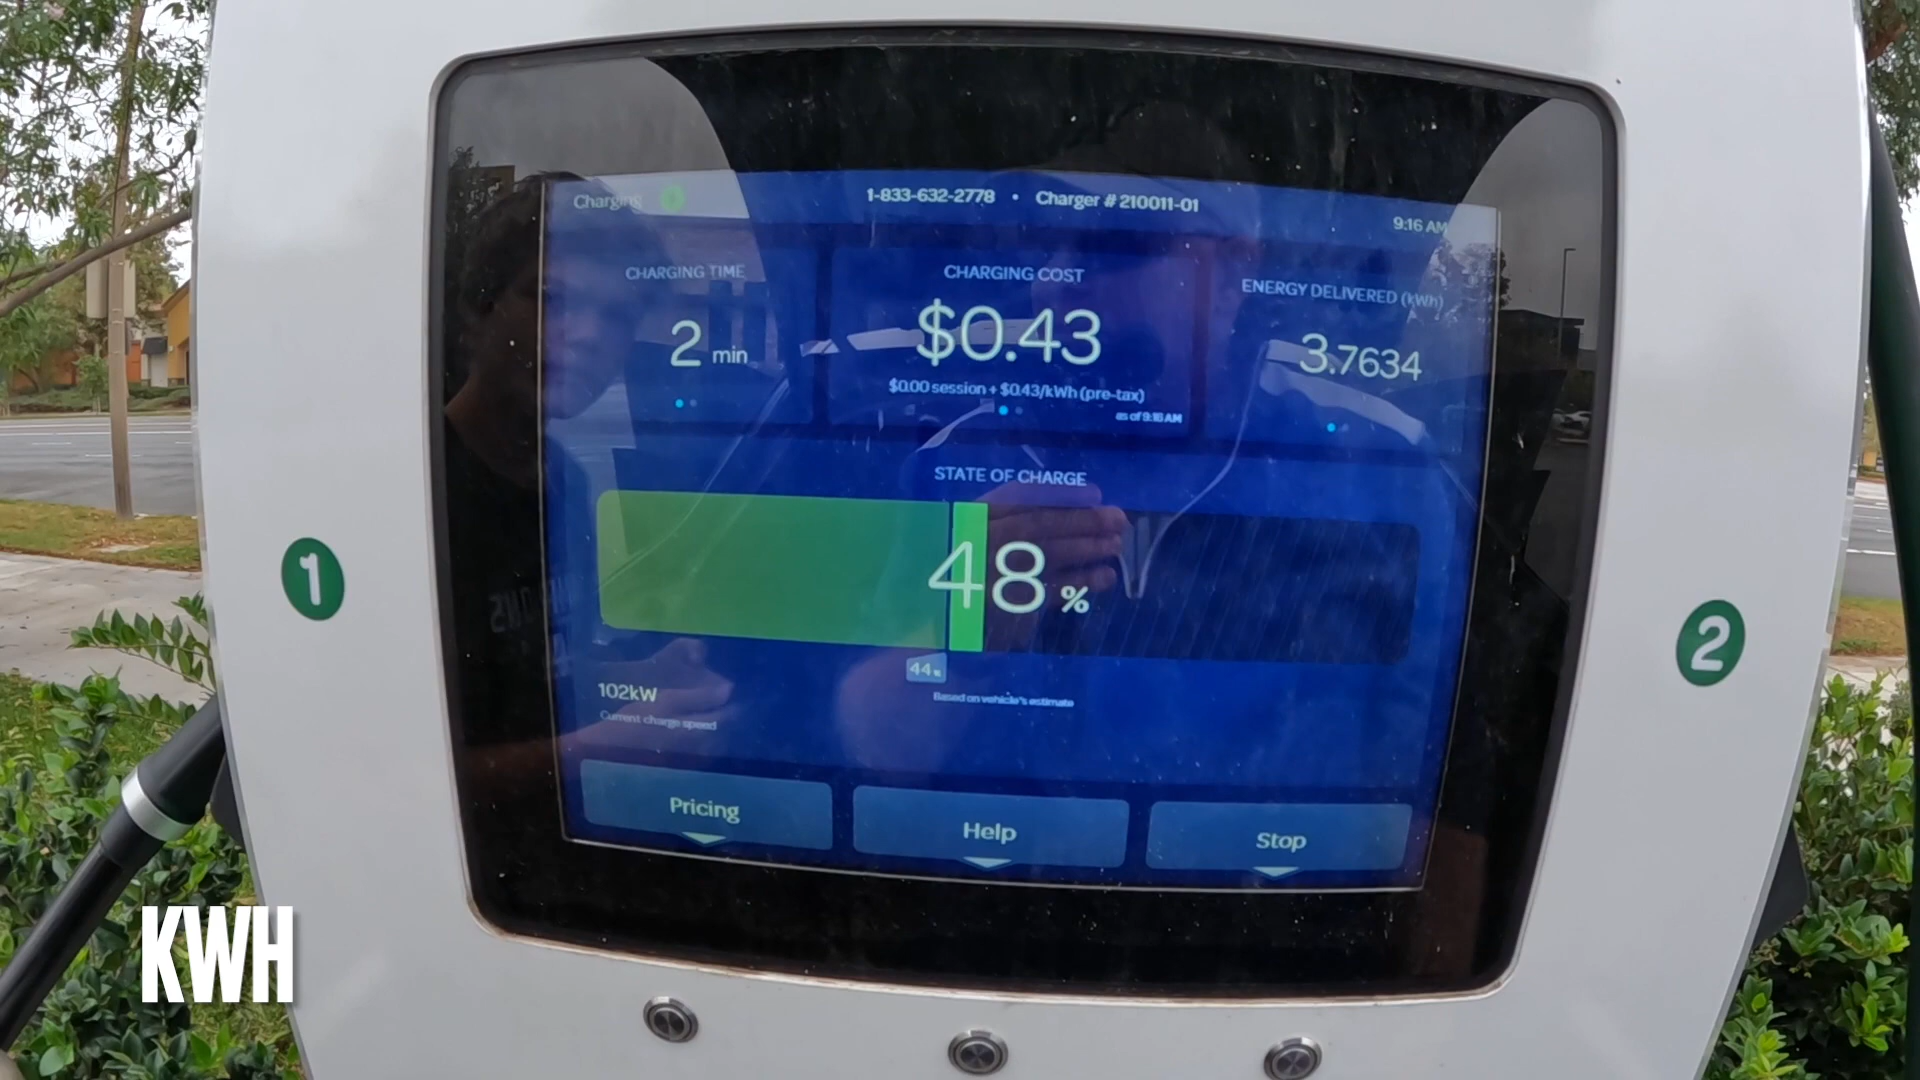 Charging
1-833-632-2778 • Charger # 210011-01
9:16 AM
CHARGING TIME
2 min
CHARGING COST
$0.43
$0.00 session + $0.43/kWh (pre-tax)
as of 9:16 AM
ENERGY DELIVERED (kWh)
3.7634
STATE OF CHARGE
48 %
44%
Based on vehicle's estimate
102kW
Current charge speed
Pricing
Help
Stop
1
2
KWH